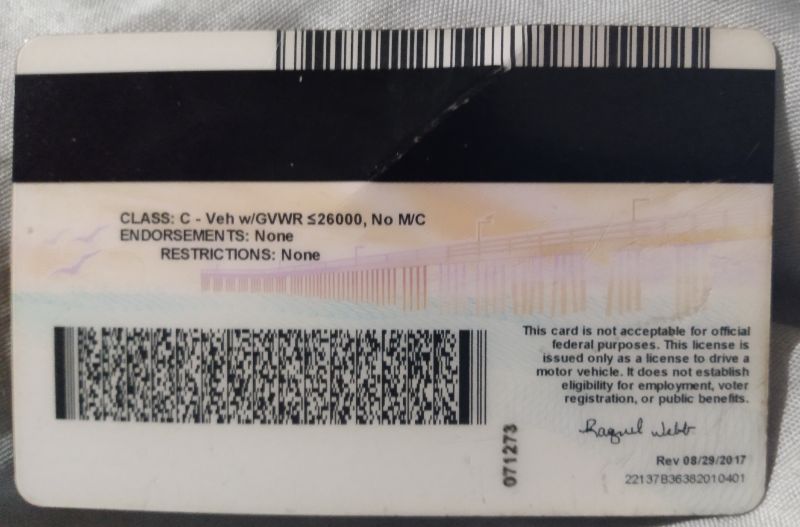 CLASS: C - Veh w/GVWR ≤26000, No M/C
ENDORSEMENTS: None
RESTRICTIONS: None
This card is not acceptable for official
federal purposes. This license is
issued only as a license to drive a
motor vehicle. It does not establish
eligibility for employment, voter
registration, or public benefits.
Raquel Webb
071273
Rev 08/29/2017
22137B36382010401